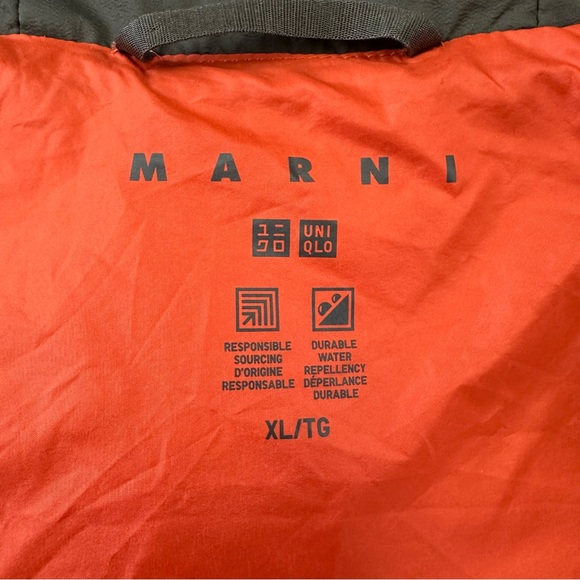 MARNI
ユニ UNI
クロ QLO
RESPONSIBLE
SOURCING
D'ORIGINE
RESPONSABLE
DURABLE
WATER
REPELLENCY
DÉPERLANCE
DURABLE
XL/TG